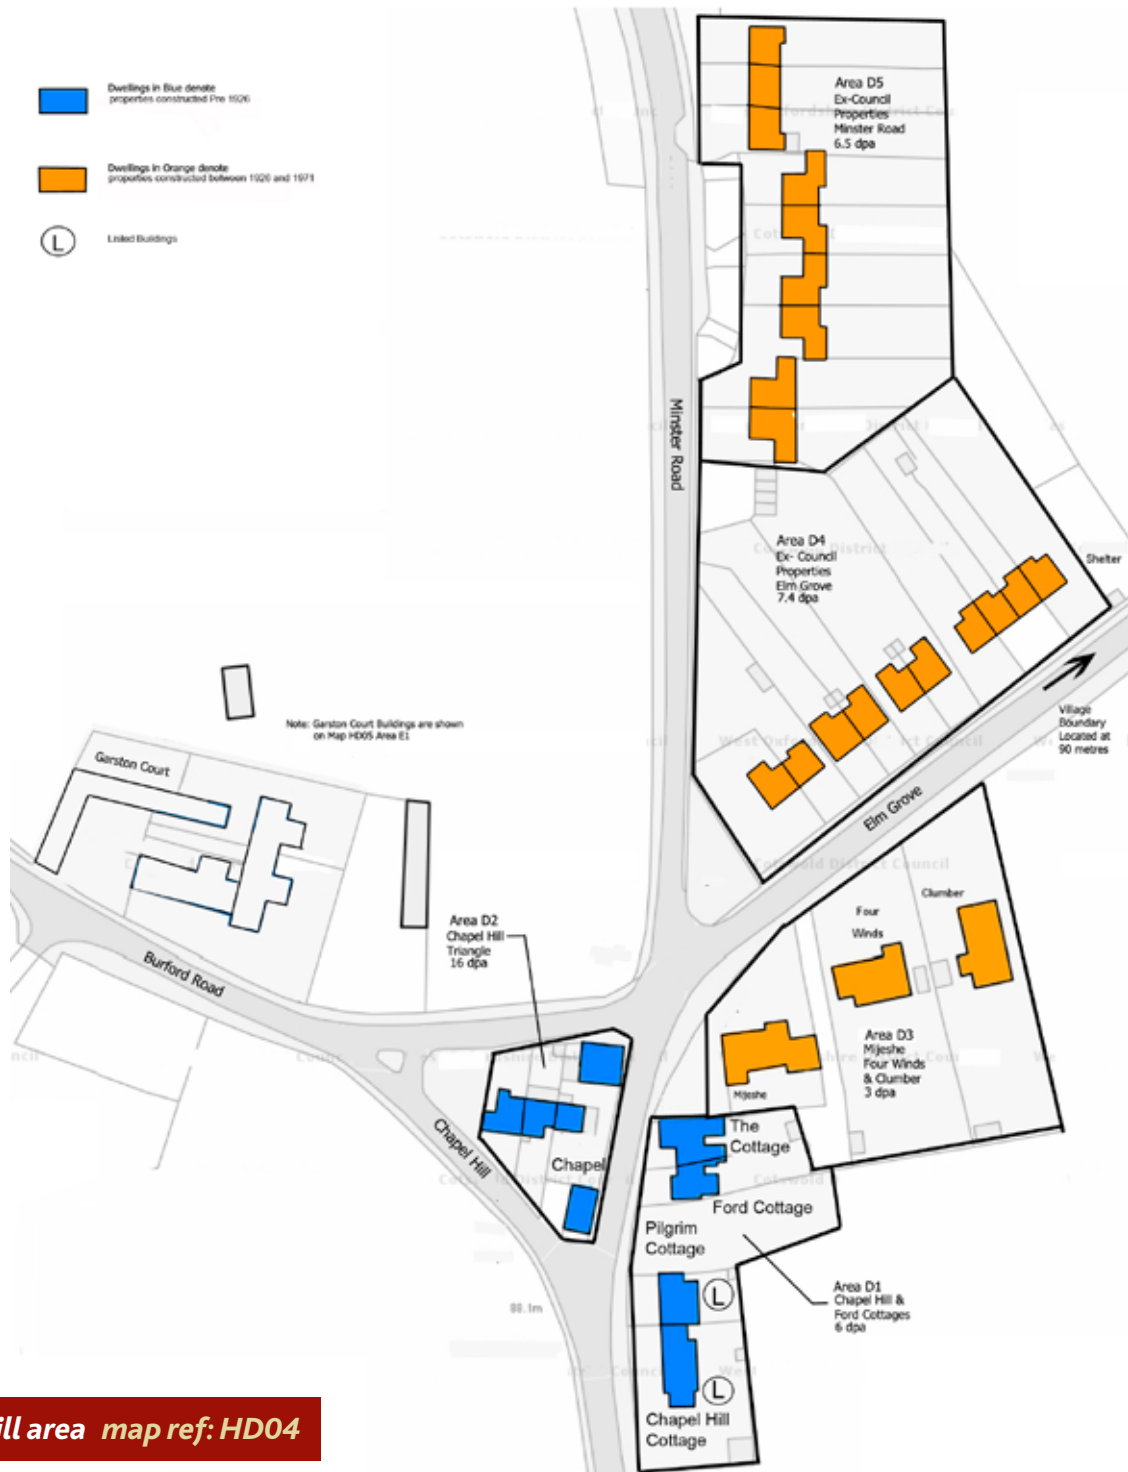 Dwellings in Blue denote
properties constructed Pre 1926
Dwellings in Orange denote
properties constructed between 1926 and 1971
L
Listed Buildings
Area D5
Ex-Council
Properties
Minster Road
6.5 dpa
Minster Road
Area D4
Ex- Council
Properties
Elm Grove
7.4 dpa
Shelter
Village
Boundary
Located at
90 metres
Note: Garston Court Buildings are shown
on Map HD05 Area E1
Garston Court
Elm Grove
Clumber
Four
Winds
Area D2
Chapel Hill
Triangle
16 dpa
Burford Road
Area D3
Mijeshe
Four Winds
& Clumber
3 dpa
Mijeshe
Chapel Hill
The
Cottage
Chapel
Ford Cottage
Pilgrim
Cottage
Area D1
Chapel Hill &
Ford Cottages
6 dpa
L
88.1m
L
Chapel Hill
Cottage
ill area map ref: HD04